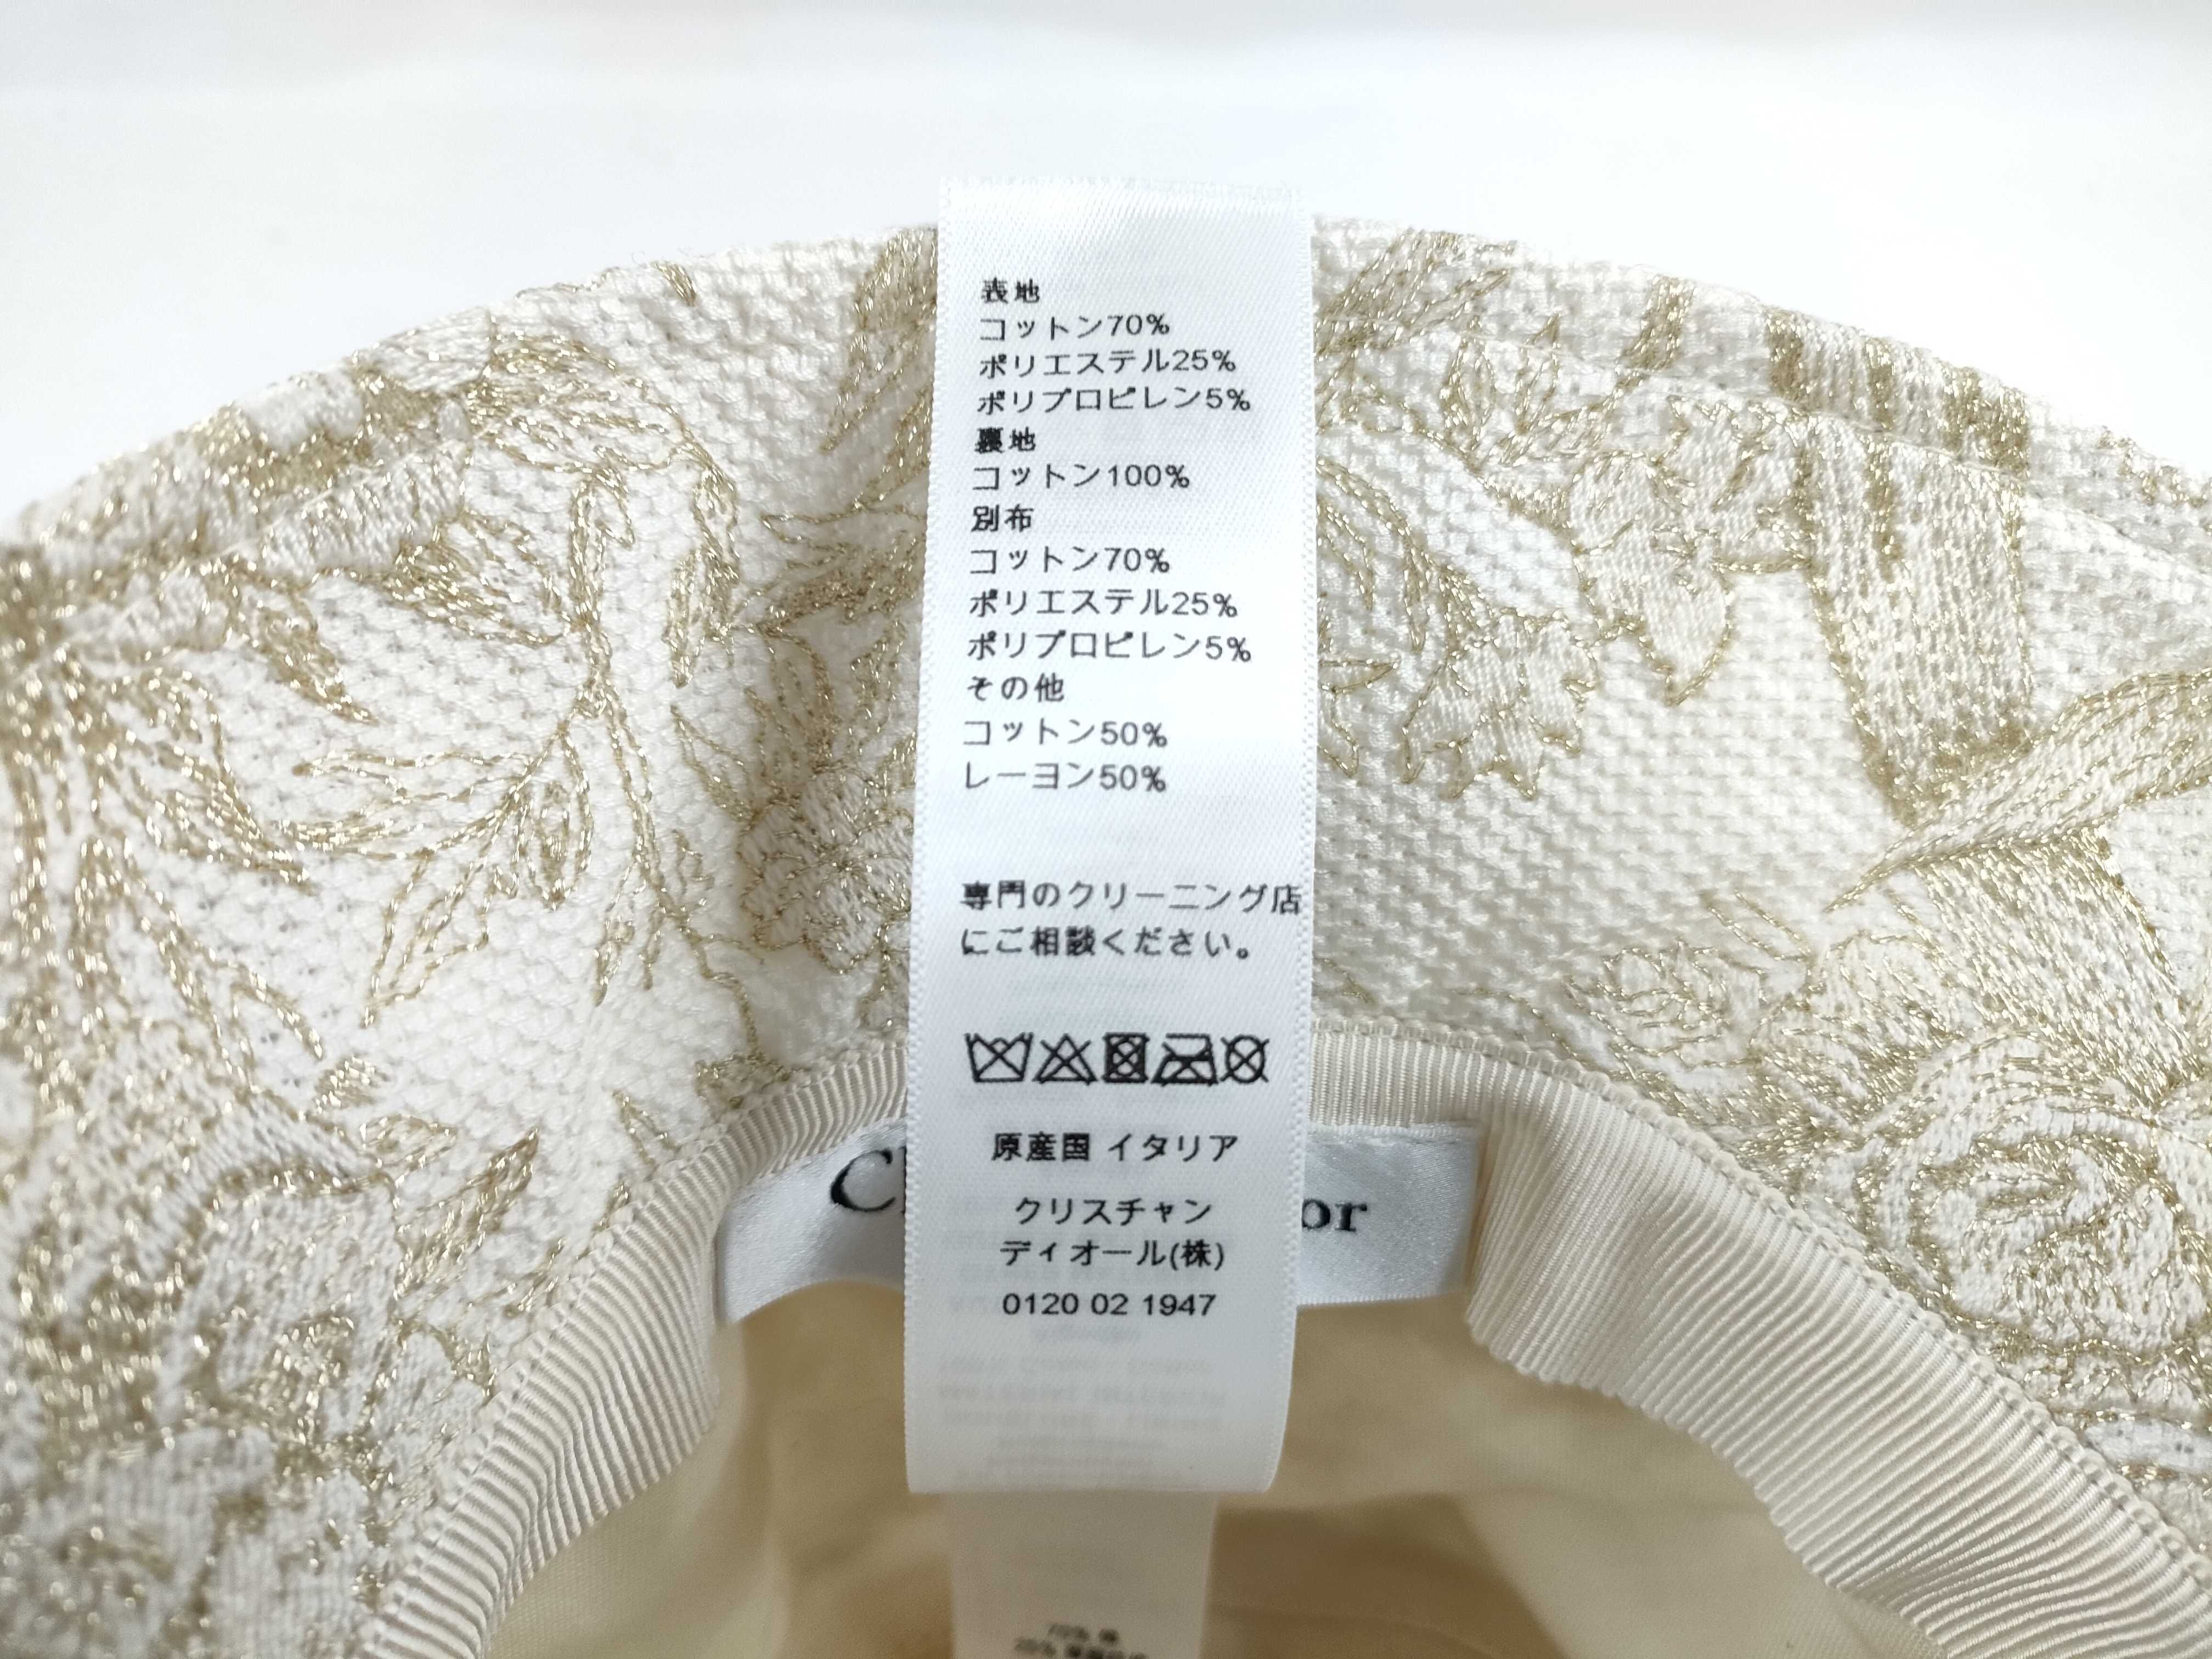 表地
コットン70%
ポリエステル25%
ポリプロピレン5%
裏地
コットン100%
別布
コットン70%
ポリエステル25%
ポリプロピレン5%
その他
コットン50%
レーヨン50%
専門のクリーニング店
にご相談ください。
原産国 イタリア
クリスチャン
ディオール(株)
0120 02 1947
70% 棉